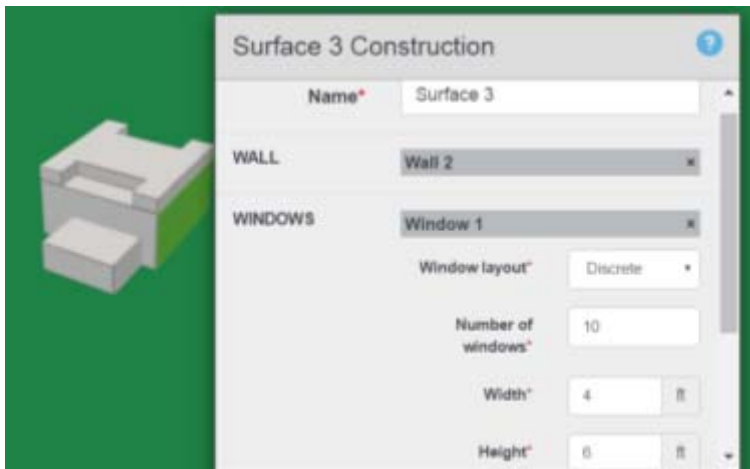 Surface 3 Construction
?
Name* Surface 3
WALL Wall 2 ×
WINDOWS Window 1 ×
Window layout* Discrete
Number of 10
windows*
Width* 4 ft
Height* 6 ft